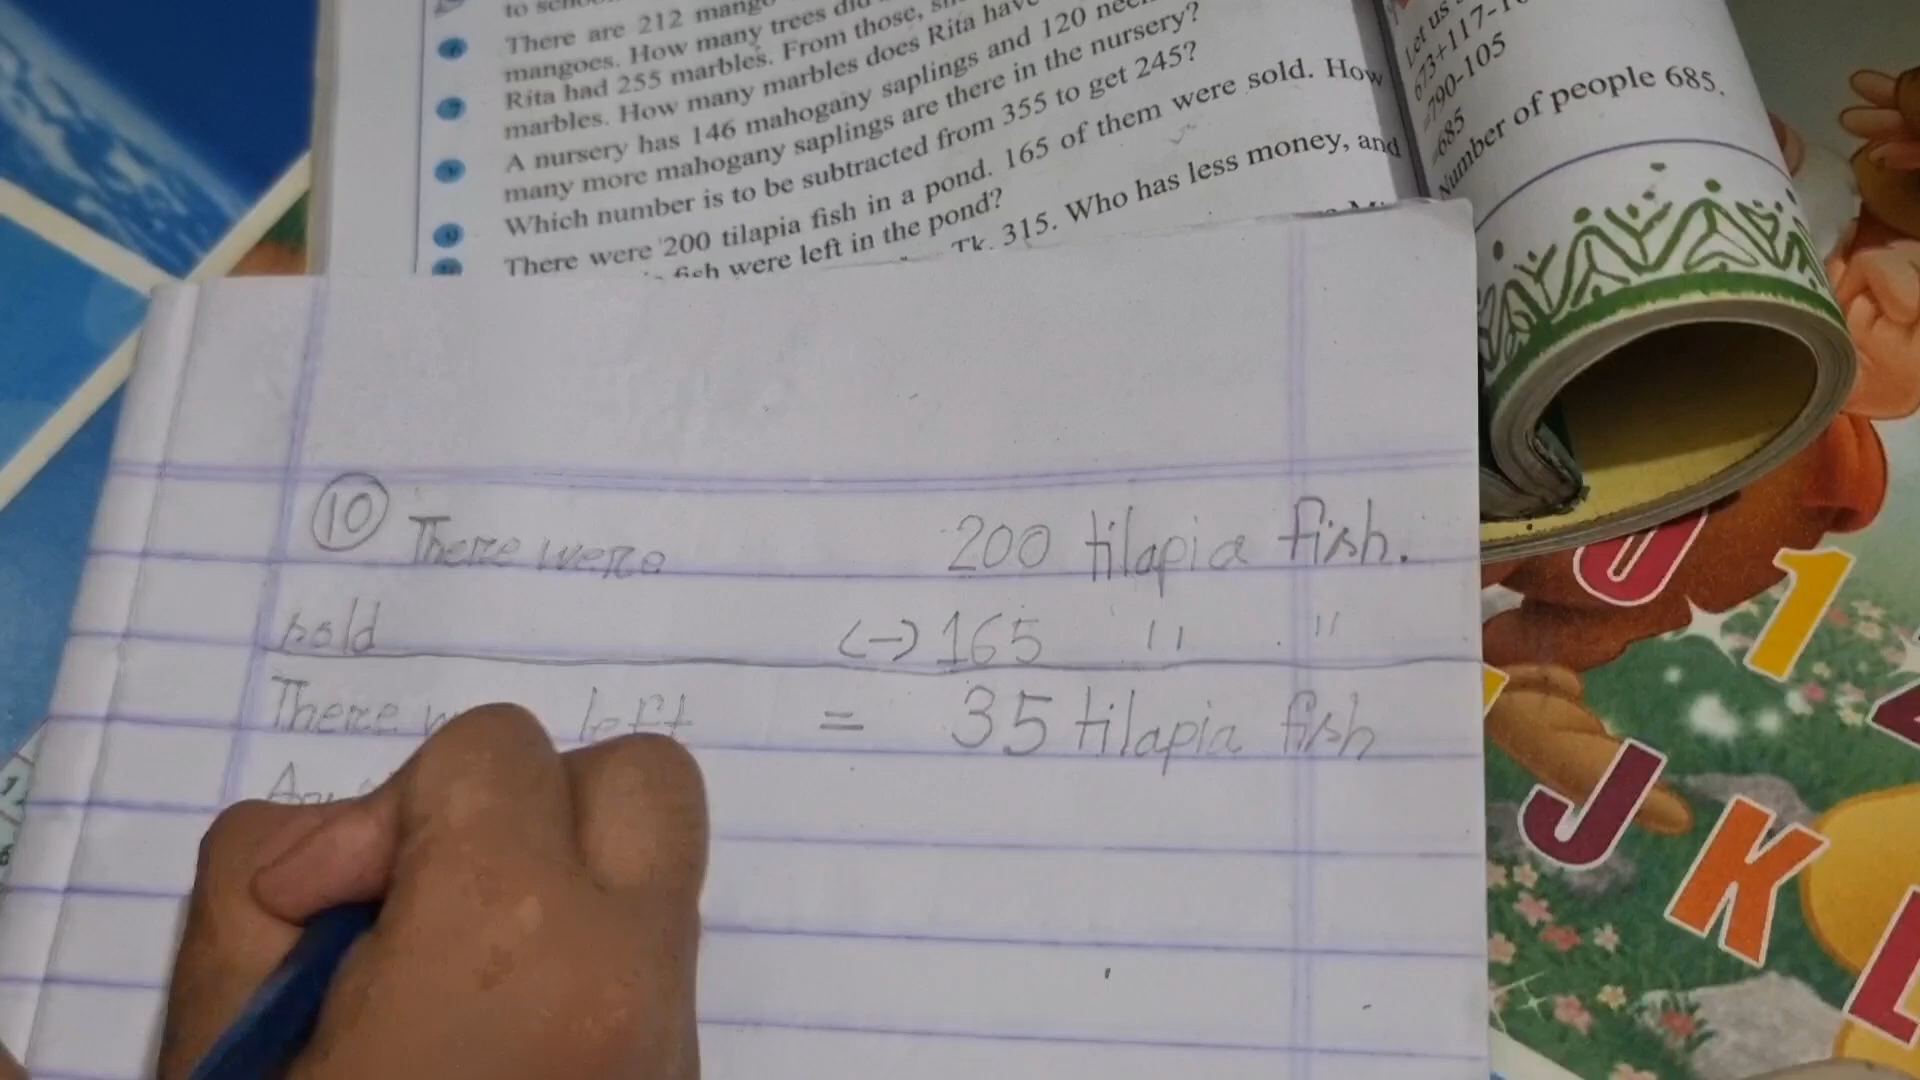 to
There are 212
mangoes. How many trees did
Rita had 255 marbles. From those,
marbles. How many marbles does Rita have
A nursery has 146 mahogany saplings and 120
many more mahogany saplings are there in the nursery?
Which number is to be subtracted from 355 to get 245?
There were 200 tilapia fish in a pond. 165 of them were sold. How
fish were left in the pond?
Tk. 315. Who has less money, and
Let us
673+117-1
=790-105
=685
Number of people 685.
10 There were 200 tilapia fish.
sold (-) 165 " "
There left = 35 tilapia fish
J
K
L
1